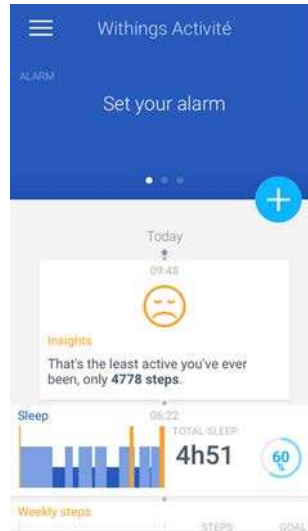 Withings Activité
ALARM
Set your alarm
Today
09:48
Insights
That's the least active you've ever
been, only 4778 steps.
Sleep
06:22
TOTAL SLEEP
4h51
60
%
Weekly steps
STEPS
GOAL